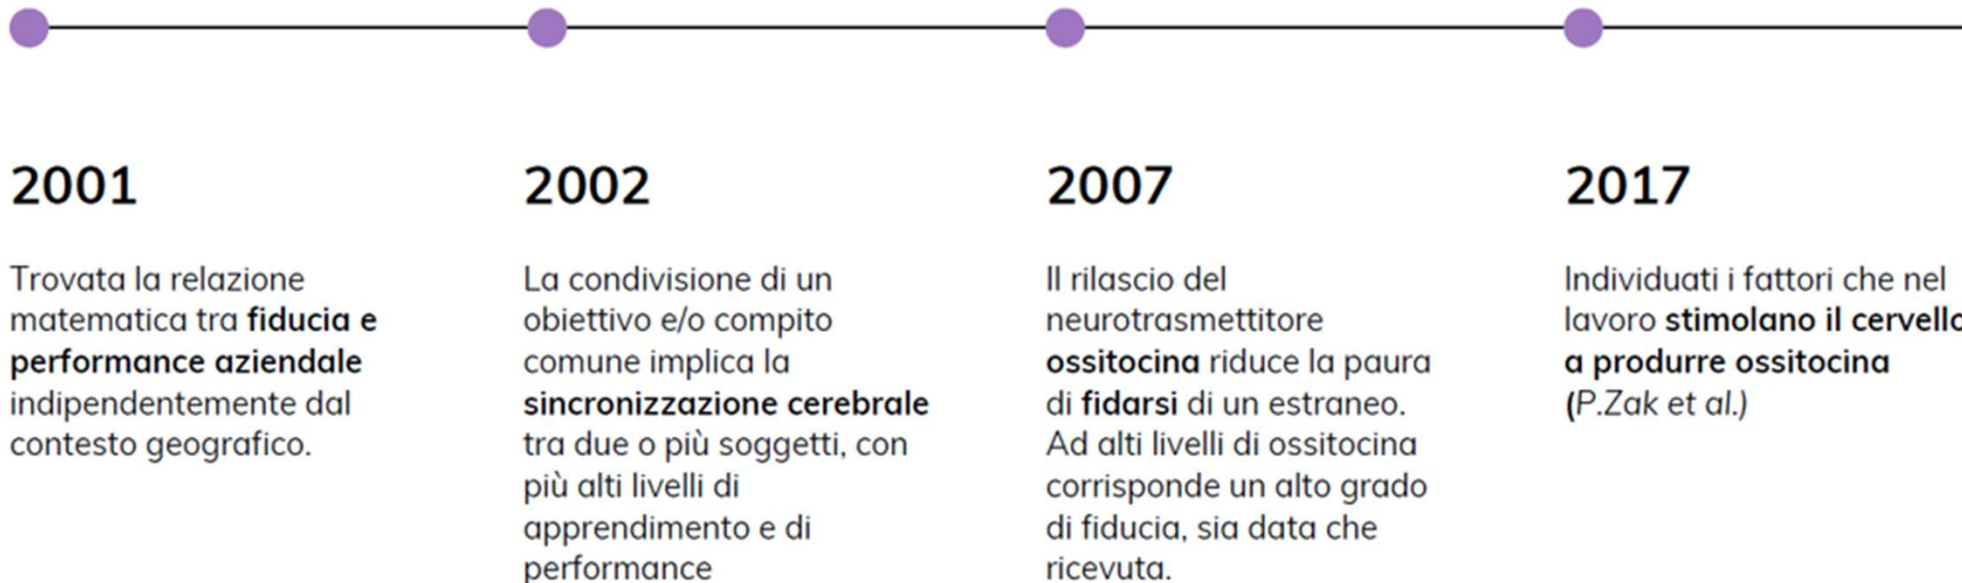 2001
Trovata la relazione
matematica tra fiducia e
performance aziendale
indipendentemente dal
contesto geografico.
2002
La condivisione di un
obiettivo e/o compito
comune implica la
sincronizzazione cerebrale
tra due o più soggetti, con
più alti livelli di
apprendimento e di
performance
2007
Il rilascio del
neurotrasmettitore
ossitocina riduce la paura
di fidarsi di un estraneo.
Ad alti livelli di ossitocina
corrisponde un alto grado
di fiducia, sia data che
ricevuta.
2017
Individuati i fattori che nel
lavoro stimolano il cervello
a produrre ossitocina
(P.Zak et al.)